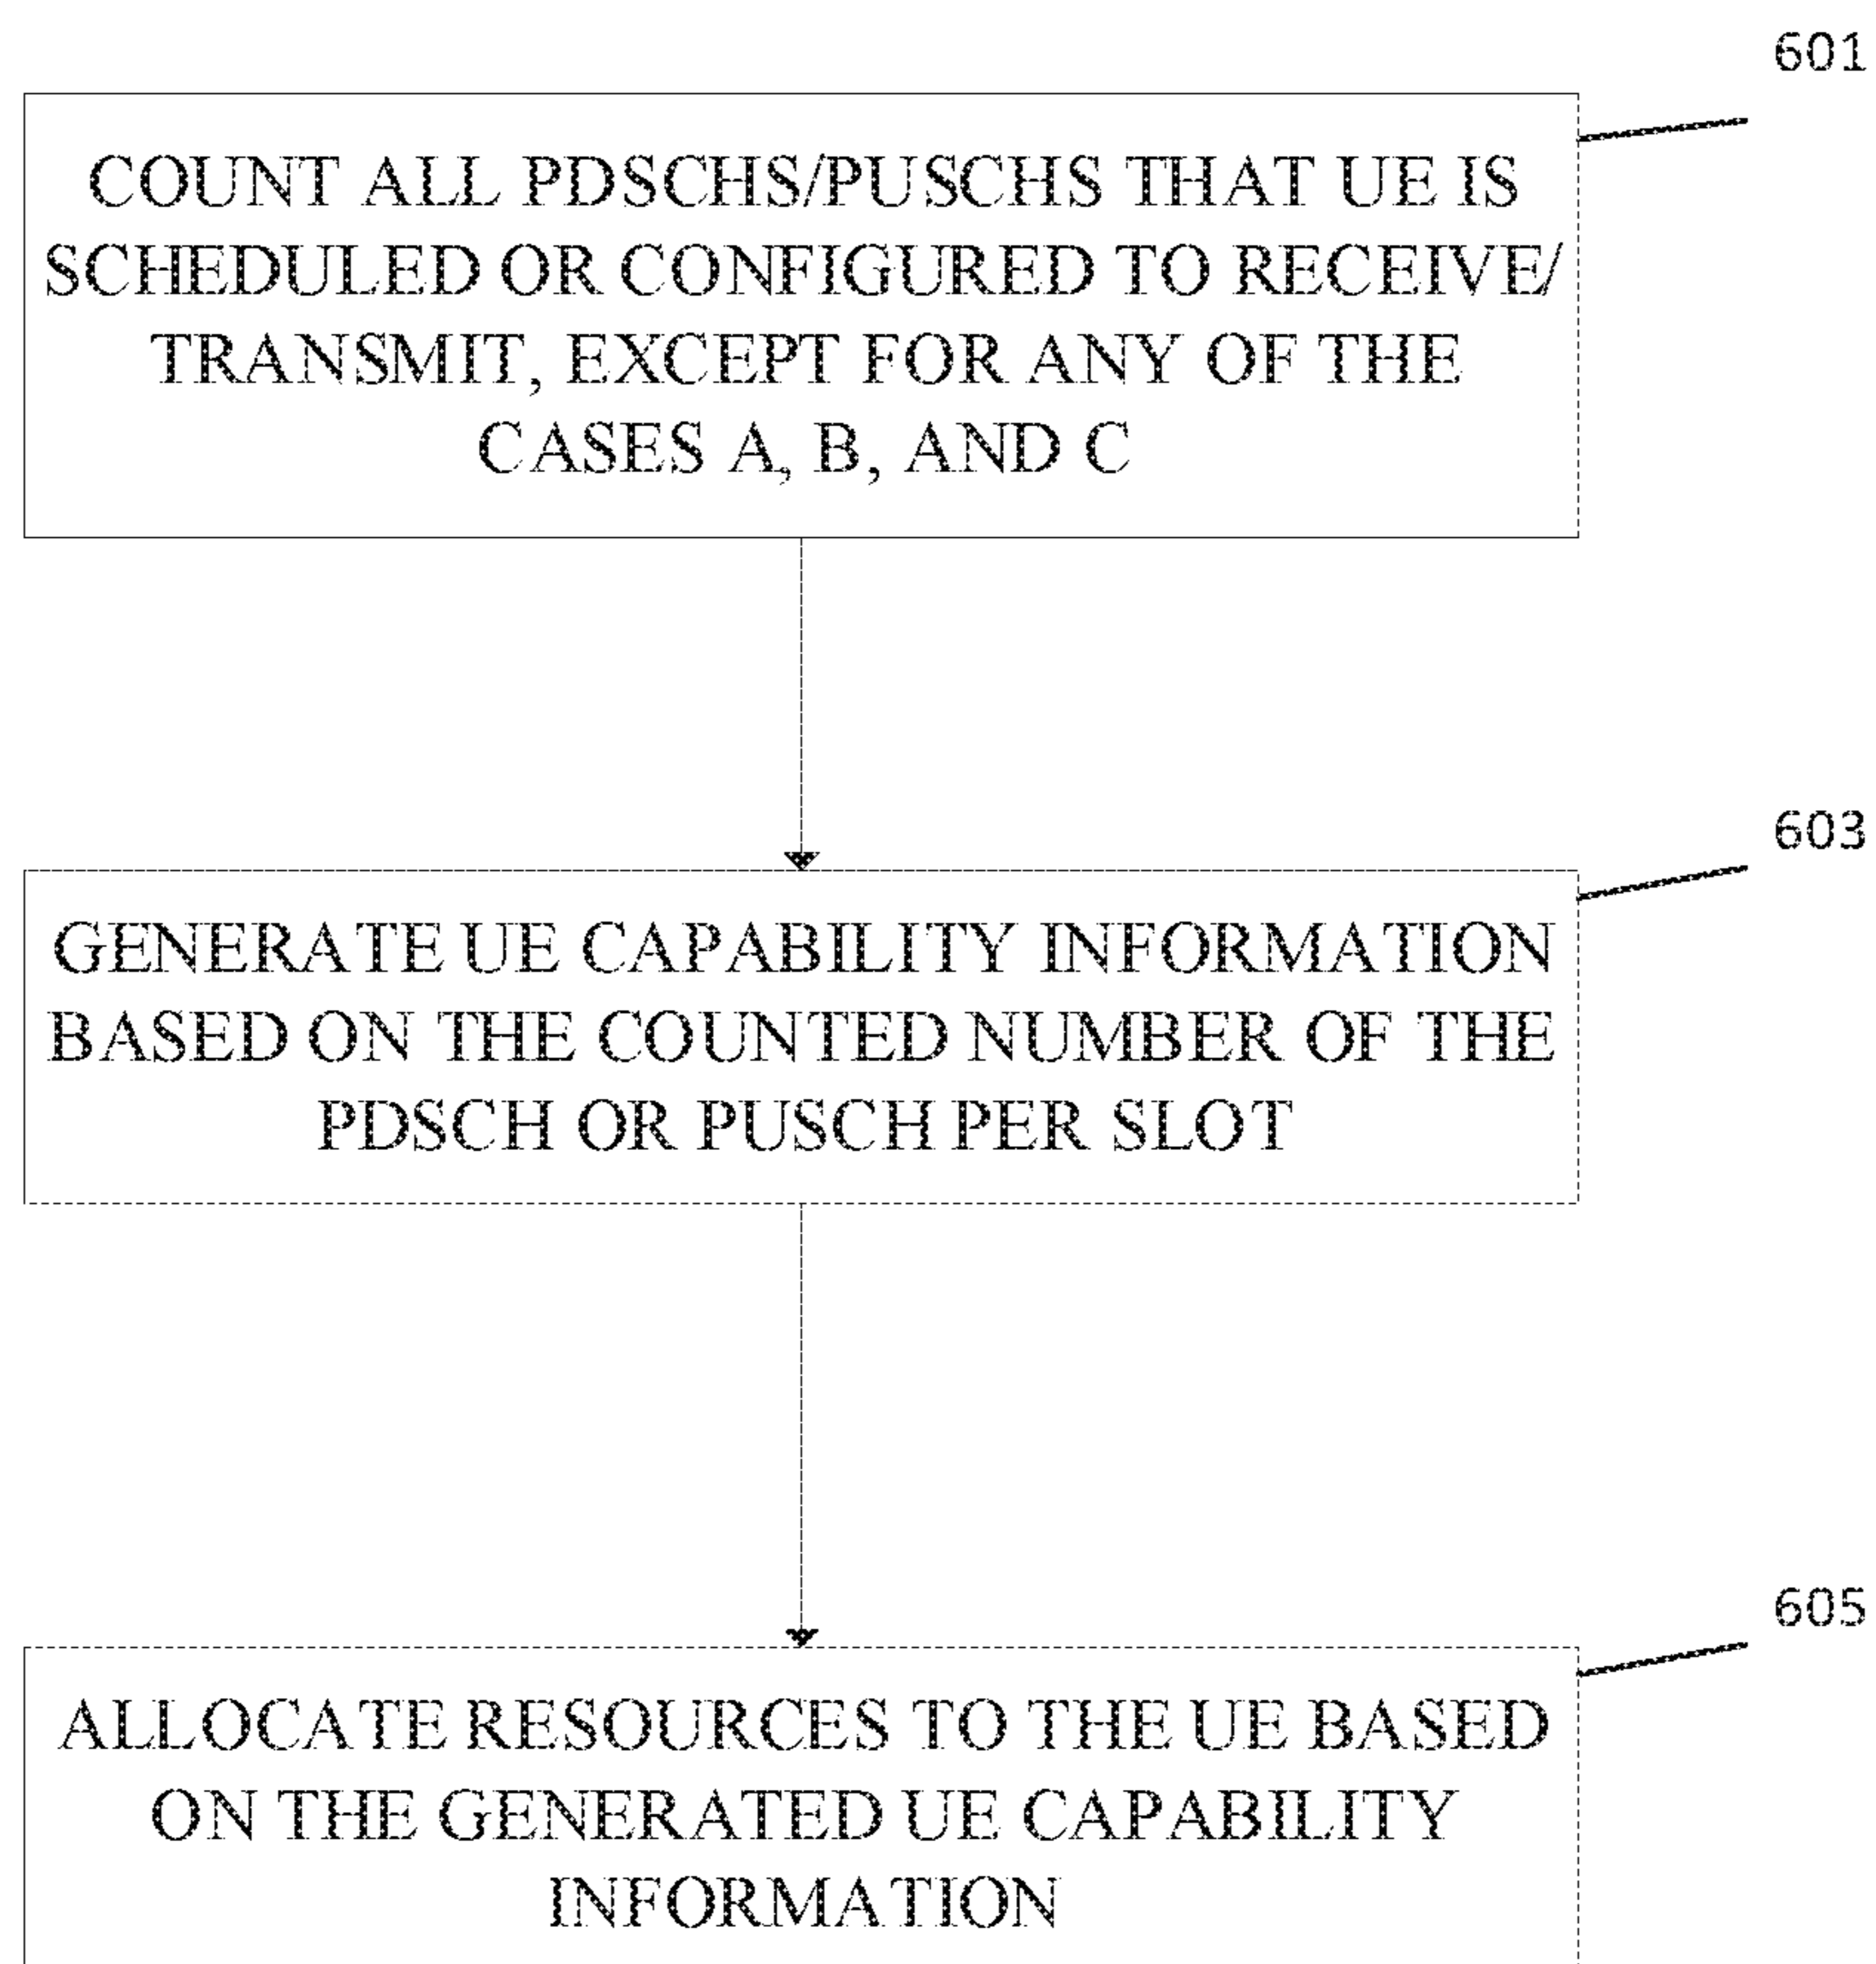 601
COUNT ALL PDSCHS/PUSCHS THAT UE IS
SCHEDULED OR CONFIGURED TO RECEIVE/
TRANSMIT, EXCEPT FOR ANY OF THE
CASES A, B, AND C
603
GENERATE UE CAPABILITY INFORMATION
BASED ON THE COUNTED NUMBER OF THE
PDSCH OR PUSCH PER SLOT
605
ALLOCATE RESOURCES TO THE UE BASED
ON THE GENERATED UE CAPABILITY
INFORMATION